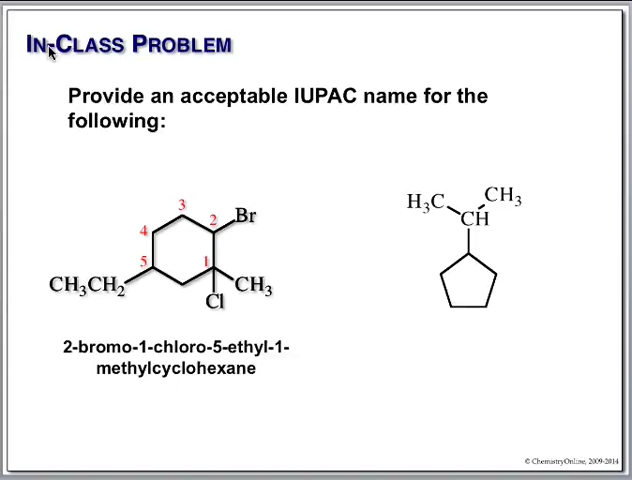 IN-CLASS PROBLEM
Provide an acceptable IUPAC name for the
following:
3
2
Br
4
5
1
CH3CH2
CH3
Cl
H3C
CH3
CH
2-bromo-1-chloro-5-ethyl-1-
methylcyclohexane
© ChemistryOnline, 2009-2014